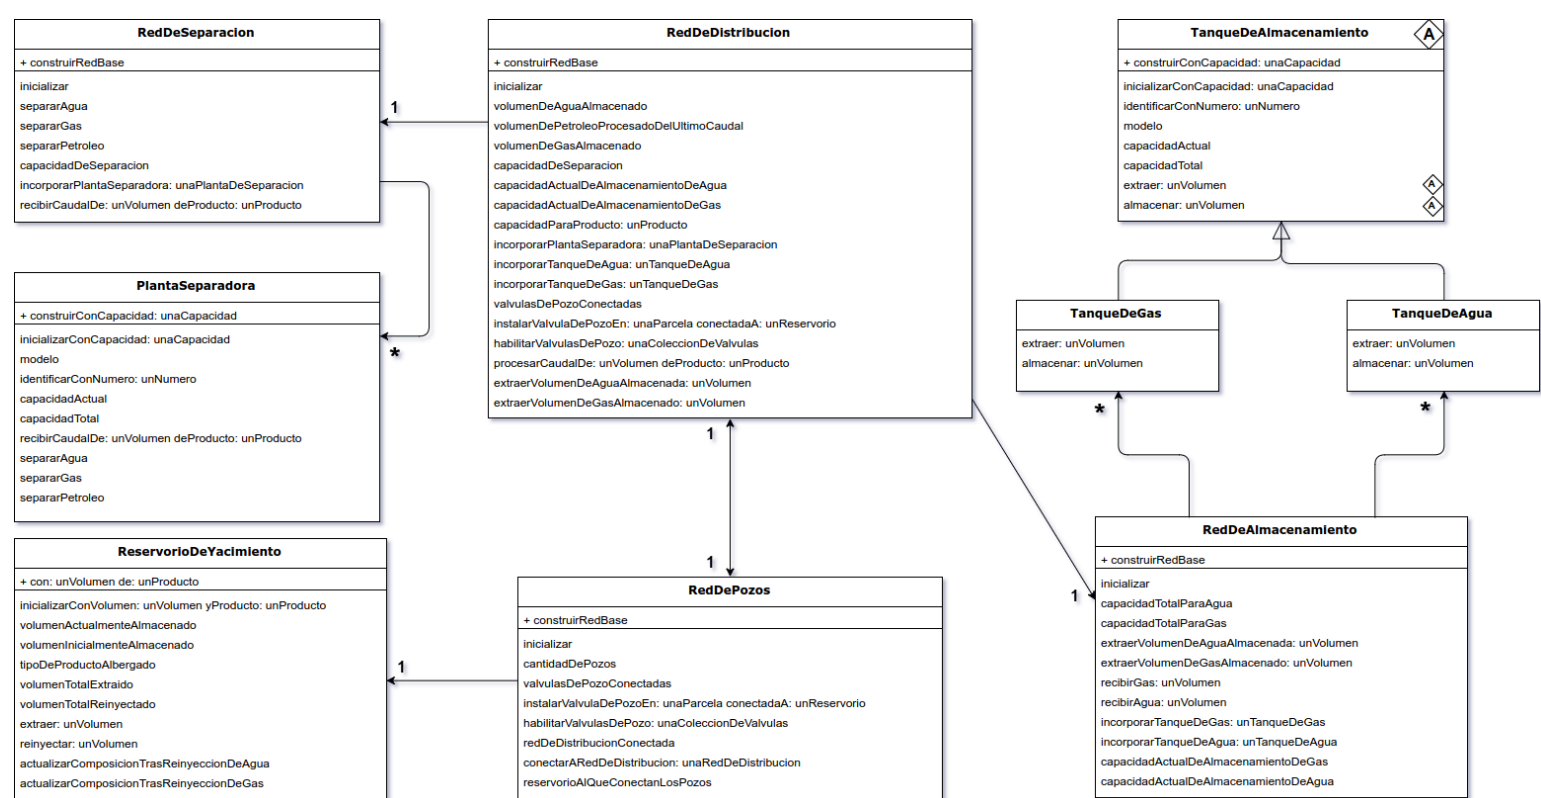 RedDeSeparacion
+ construirRedBase
inicializar
separarAgua
separarGas
separarPetroleo
capacidadDeSeparacion
incorporarPlantaSeparadora: unaPlantaDeSeparacion
recibirCaudalDe: unVolumen deProducto: unProducto
1
RedDeDistribucion
+ construirRedBase
inicializar
volumenDeAguaAlmacenado
volumenDePetroleoProcesadoDelUltimoCaudal
volumenDeGasAlmacenado
capacidadDeSeparacion
capacidadActualDeAlmacenamientoDeAgua
capacidadActualDeAlmacenamientoDeGas
capacidadParaProducto: unProducto
incorporarPlantaSeparadora: unaPlantaDeSeparacion
incorporarTanqueDeAgua: unTanqueDeAgua
incorporarTanqueDeGas: unTanqueDeGas
valvulasDePozoConectadas
instalarValvulaDePozoEn: unaParcela conectadaA: unReservorio
habilitarValvulasDePozo: unaColeccionDeValvulas
procesarCaudalDe: unVolumen deProducto: unProducto
extraerVolumenDeAguaAlmacenada: unVolumen
extraerVolumenDeGasAlmacenado: unVolumen
TanqueDeAlmacenamiento
A
+ construirConCapacidad: unaCapacidad
inicializarConCapacidad: unaCapacidad
identificarConNumero: unNumero
modelo
capacidadActual
capacidadTotal
extraer: unVolumen
A
almacenar: unVolumen
A
PlantaSeparadora
+ construirConCapacidad: unaCapacidad
inicializarConCapacidad: unaCapacidad
modelo
identificarConNumero: unNumero
capacidadActual
capacidadTotal
recibirCaudalDe: unVolumen deProducto: unProducto
separarAgua
separarGas
separarPetroleo
*
TanqueDeGas
extraer: unVolumen
almacenar: unVolumen
*
TanqueDeAgua
extraer: unVolumen
almacenar: unVolumen
*
1
1
1
ReservorioDeYacimiento
+ con: unVolumen de: unProducto
inicializarConVolumen: unVolumen yProducto: unProducto
volumenActualmenteAlmacenado
volumenInicialmenteAlmacenado
tipoDeProductoAlbergado
volumenTotalExtraido
volumenTotalReinyectado
extraer: unVolumen
reinyectar: unVolumen
actualizarComposicionTrasReinyeccionDeAgua
actualizarComposicionTrasReinyeccionDeGas
1
RedDePozos
+ construirRedBase
inicializar
cantidadDePozos
valvulasDePozoConectadas
instalarValvulaDePozoEn: unaParcela conectadaA: unReservorio
habilitarValvulasDePozo: unaColeccionDeValvulas
redDeDistribucionConectada
conectarARedDeDistribucion: unaRedDeDistribucion
reservorioAlQueConectanLosPozos
RedDeAlmacenamiento
+ construirRedBase
inicializar
capacidadTotalParaAgua
capacidadTotalParaGas
extraerVolumenDeAguaAlmacenada: unVolumen
extraerVolumenDeGasAlmacenado: unVolumen
recibirGas: unVolumen
recibirAgua: unVolumen
incorporarTanqueDeGas: unTanqueDeGas
incorporarTanqueDeAgua: unTanqueDeAgua
capacidadActualDeAlmacenamientoDeGas
capacidadActualDeAlmacenamientoDeAgua